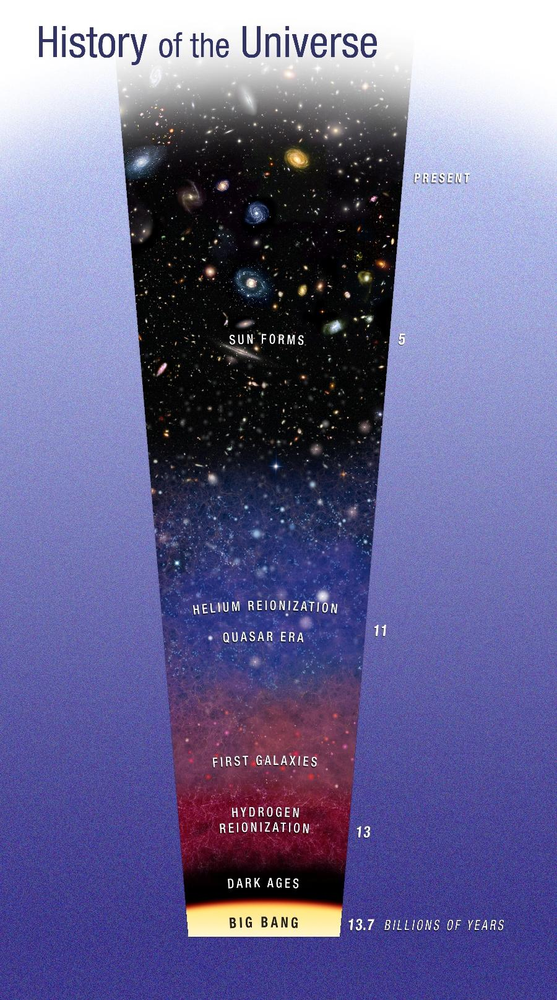 History of the Universe
PRESENT
SUN FORMS
5
HELIUM REIONIZATION
QUASAR ERA
11
FIRST GALAXIES
HYDROGEN
REIONIZATION
13
DARK AGES
BIG BANG
13.7 BILLIONS OF YEARS